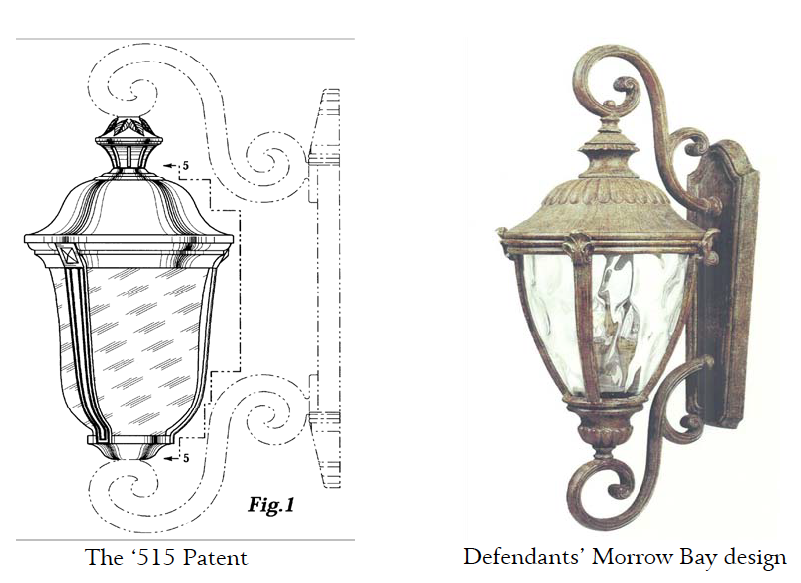 5
5
Fig.1
The ‘515 Patent
Defendants’ Morrow Bay design